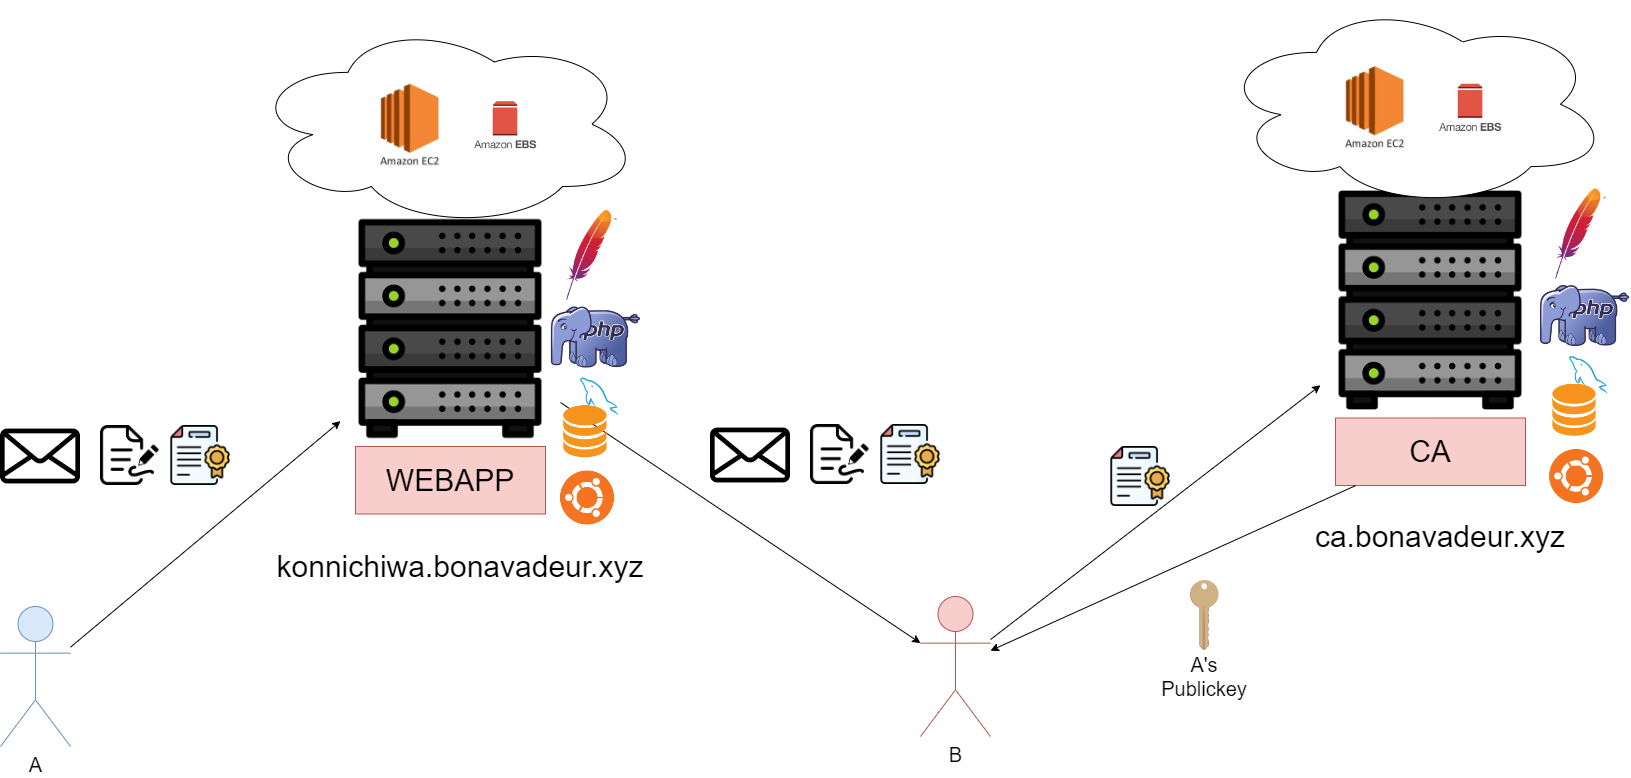 Amazon EC2
Amazon EBS
php
WEBAPP
konnichiwa.bonavadeur.xyz
A
B
Amazon EC2
Amazon EBS
php
CA
ca.bonavadeur.xyz
A's
Publickey